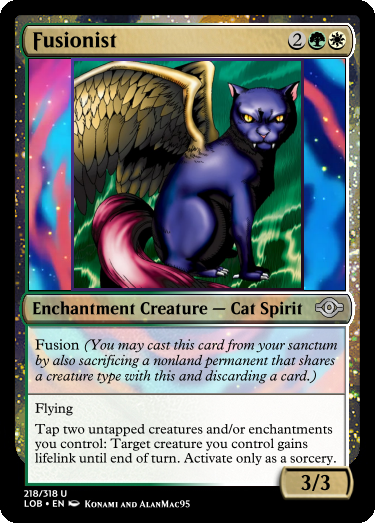 Fusionist 2
Enchantment Creature — Cat Spirit
Fusion (You may cast this card from your sanctum
by also sacrificing a nonland permanent that shares
a creature type with this and discarding a card.)
Flying
Tap two untapped creatures and/or enchantments
you control: Target creature you control gains
lifelink until end of turn. Activate only as a sorcery.
3/3
218/318 U
LOB • EN Konami and AlanMac95